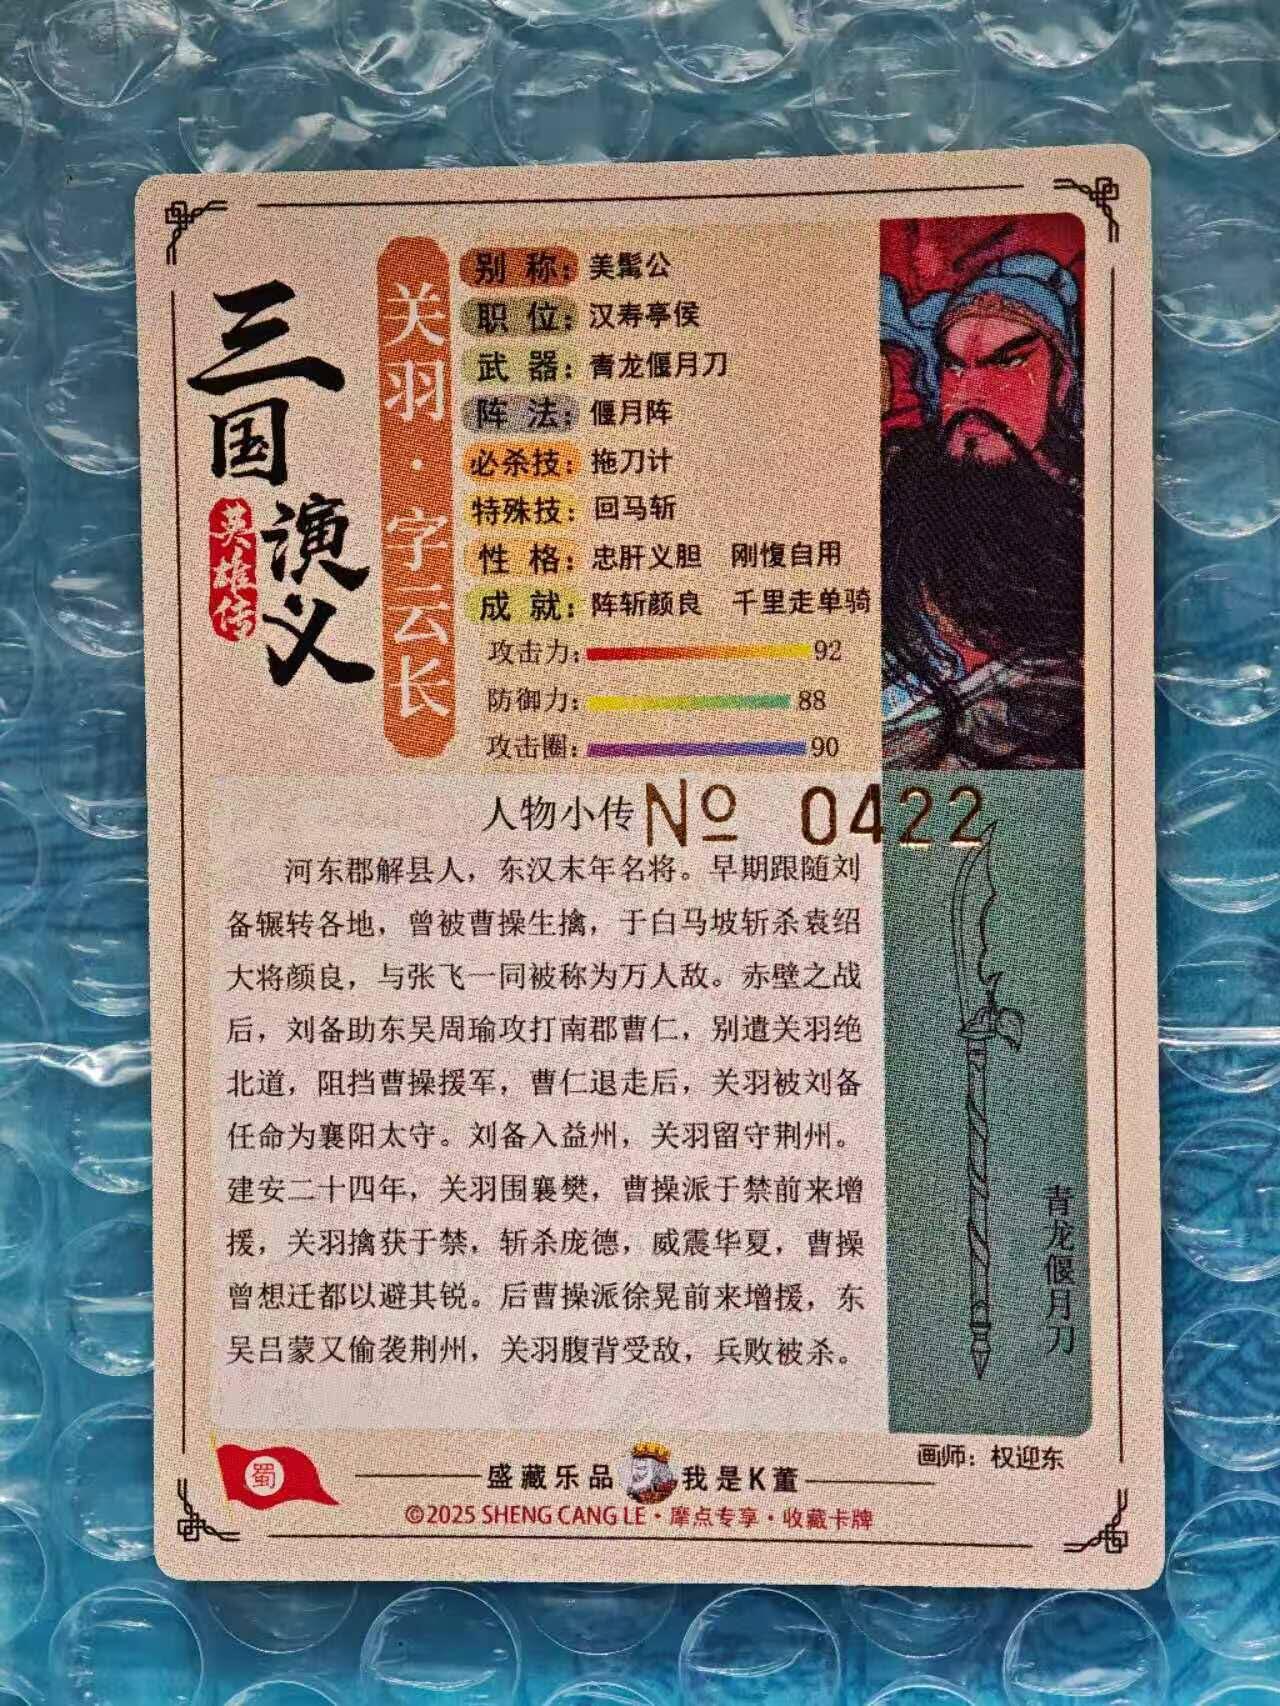 三国演义
英雄传
关羽·字云长
别称：美髯公
职位：汉寿亭侯
武器：青龙偃月刀
阵法：偃月阵
必杀技：拖刀计
特殊技：回马斩
性格：忠肝义胆 刚愎自用
成就：阵斩颜良 千里走单骑
攻击力：92
防御力：88
攻击圈：90
人物小传 № 0422
河东郡解县人，东汉末年名将。早期跟随刘
备辗转各地，曾被曹操生擒，于白马坡斩杀袁绍
大将颜良，与张飞一同被称为万人敌。赤壁之战
后，刘备助东吴周瑜攻打南郡曹仁，别遣关羽绝
北道，阻挡曹操援军，曹仁退走后，关羽被刘备
任命为襄阳太守。刘备入益州，关羽留守荆州。
建安二十四年，关羽围襄樊，曹操派于禁前来增
援，关羽擒获于禁，斩杀庞德，威震华夏，曹操
曾想迁都以避其锐。后曹操派徐晃前来增援，东
吴吕蒙又偷袭荆州，关羽腹背受敌，兵败被杀。
青龙偃月刀
画师：权迎东
蜀
盛藏乐品 我是K董
©2025 SHENG CANG LE·摩点专享·收藏卡牌